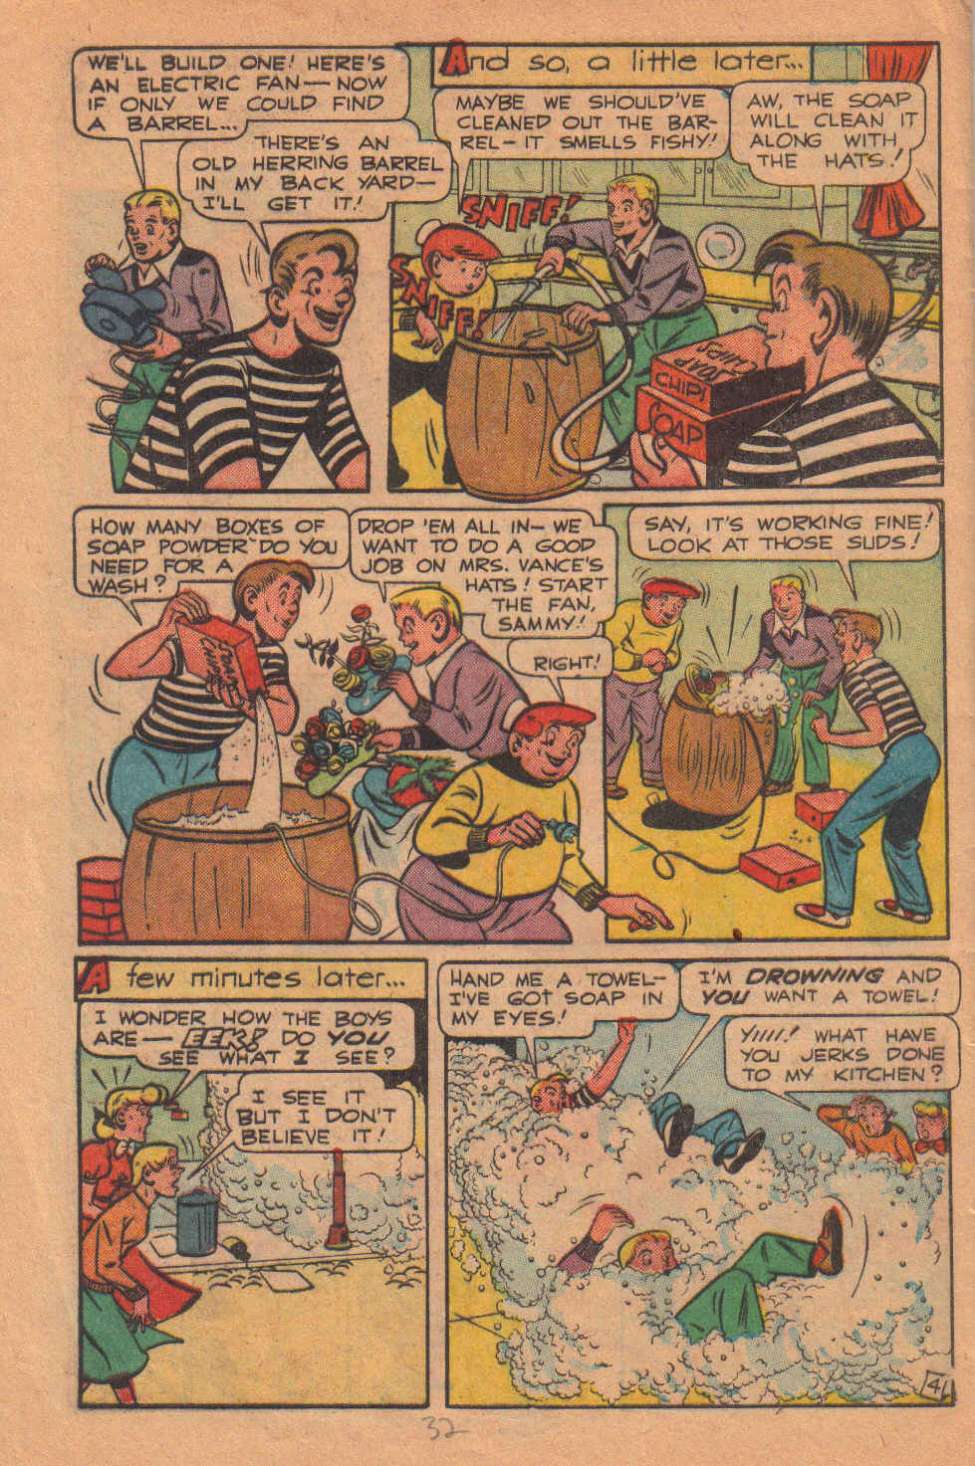 WE'LL BUILD ONE! HERE'S
AN ELECTRIC FAN—NOW
IF ONLY WE COULD FIND
A BARREL...
THERE'S AN
OLD HERRING BARREL
IN MY BACK YARD—
I'LL GET IT!
And so, a little later...
MAYBE WE SHOULD'VE
CLEANED OUT THE BAR-
REL—IT SMELLS FISHY!
AW, THE SOAP
WILL CLEAN IT
ALONG WITH
THE HATS!
SNIFF!
SNIFF!
SOAP
CHIPS
CHIPS
SOAP
HOW MANY BOXES OF
SOAP POWDER DO YOU
NEED FOR A
WASH?
DROP 'EM ALL IN—WE
WANT TO DO A GOOD
JOB ON MRS. VANCE'S
HATS! START
THE FAN,
SAMMY!
RIGHT!
SOAP
CHIPS
SAY, IT'S WORKING FINE!
LOOK AT THOSE SUDS!
A few minutes later...
I WONDER HOW THE BOYS
ARE—EEK! DO YOU
SEE WHAT I SEE?
I SEE IT
BUT I DON'T
BELIEVE IT!
HAND ME A TOWEL—
I'VE GOT SOAP IN
MY EYES!
I'M DROWNING AND
YOU WANT A TOWEL!
YIIII! WHAT HAVE
YOU JERKS DONE
TO MY KITCHEN?
4
32